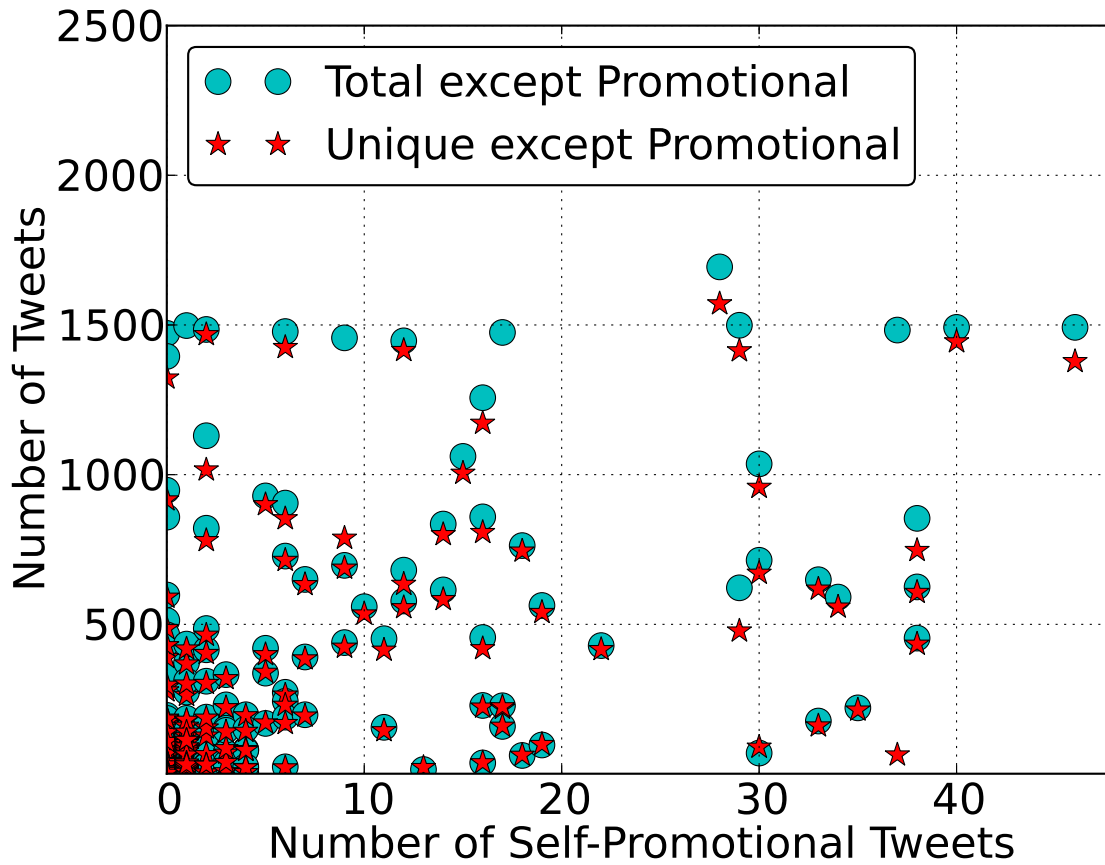 2500
2000
1500
1000
500
Total except Promotional
Unique except Promotional
Number of Tweets
0 10 20 30 40
Number of Self-Promotional Tweets